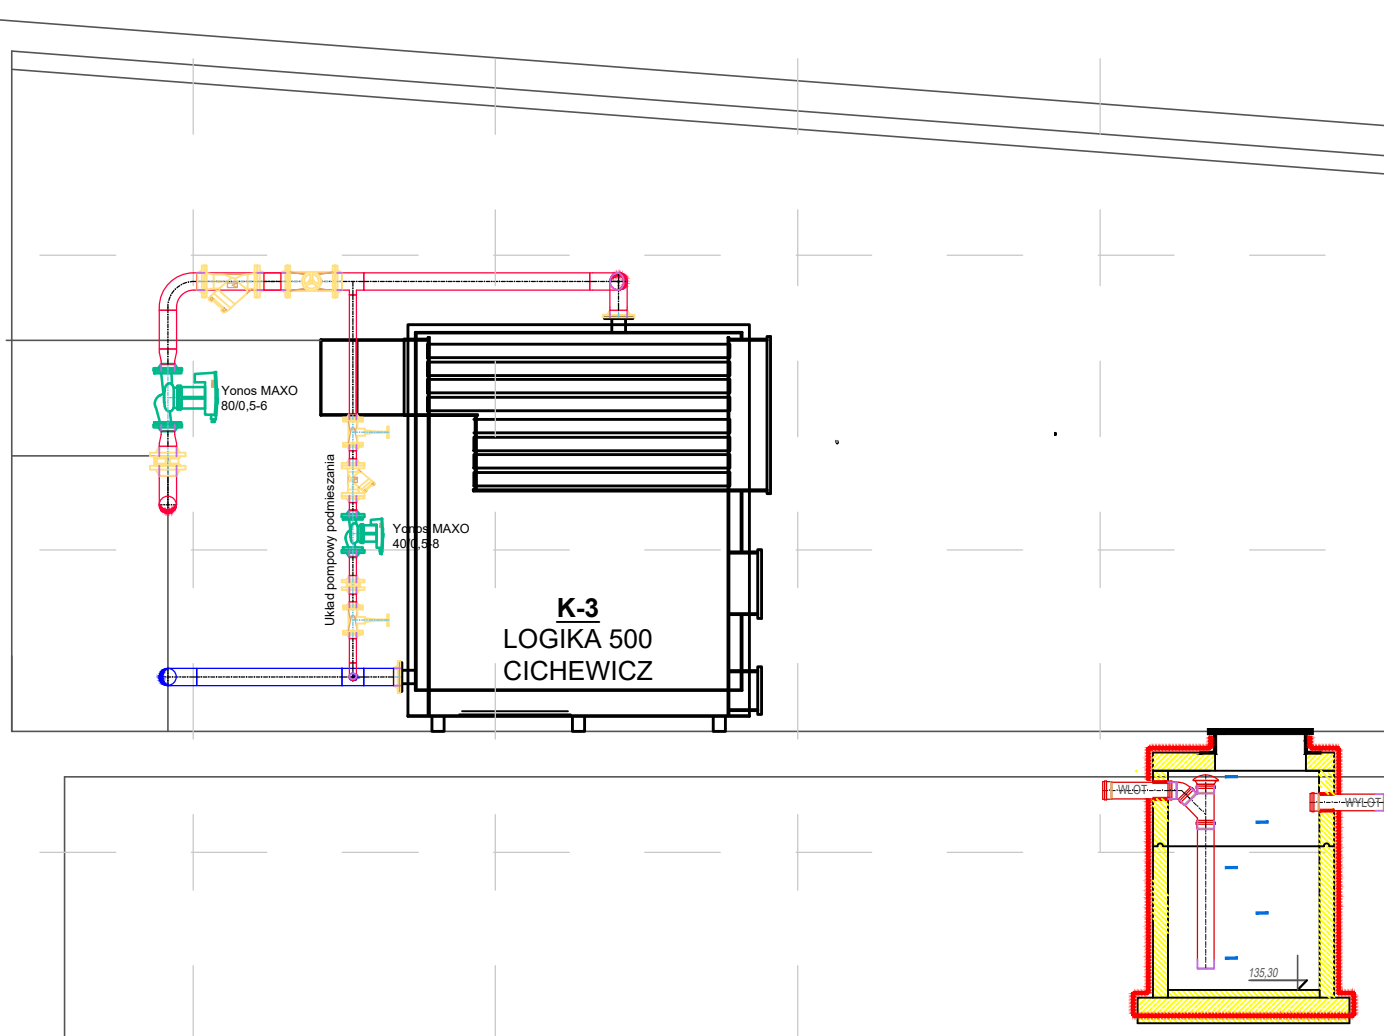 Yonos MAXO
80/0,5-6
Układ pompowy podmieszania
Yonos MAXO
40/0,5-8
K-3
LOGIKA 500
CICHEWICZ
WLOT
WYLOT
135,30